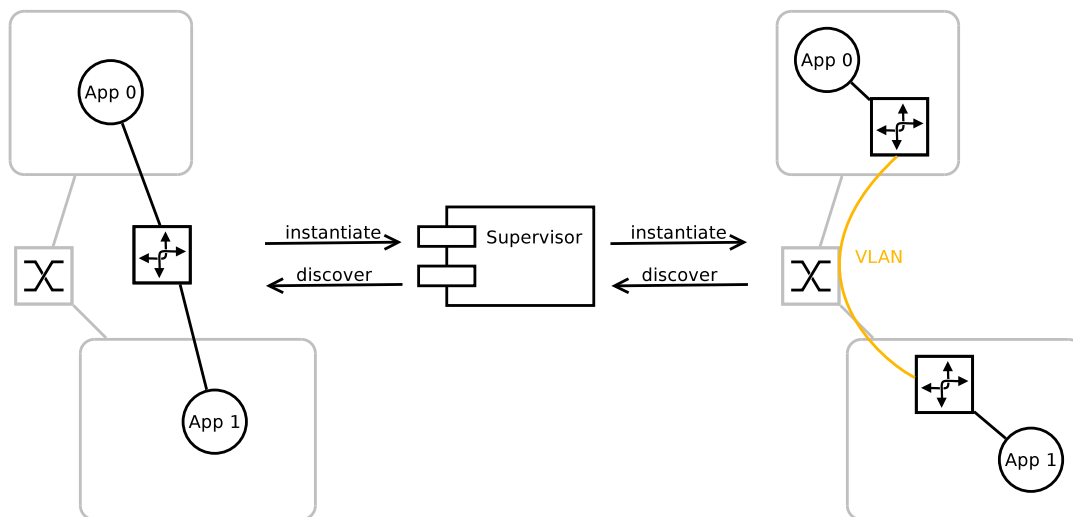 App 0
App 1
instantiate
discover
Supervisor
instantiate
discover
App 0
VLAN
App 1